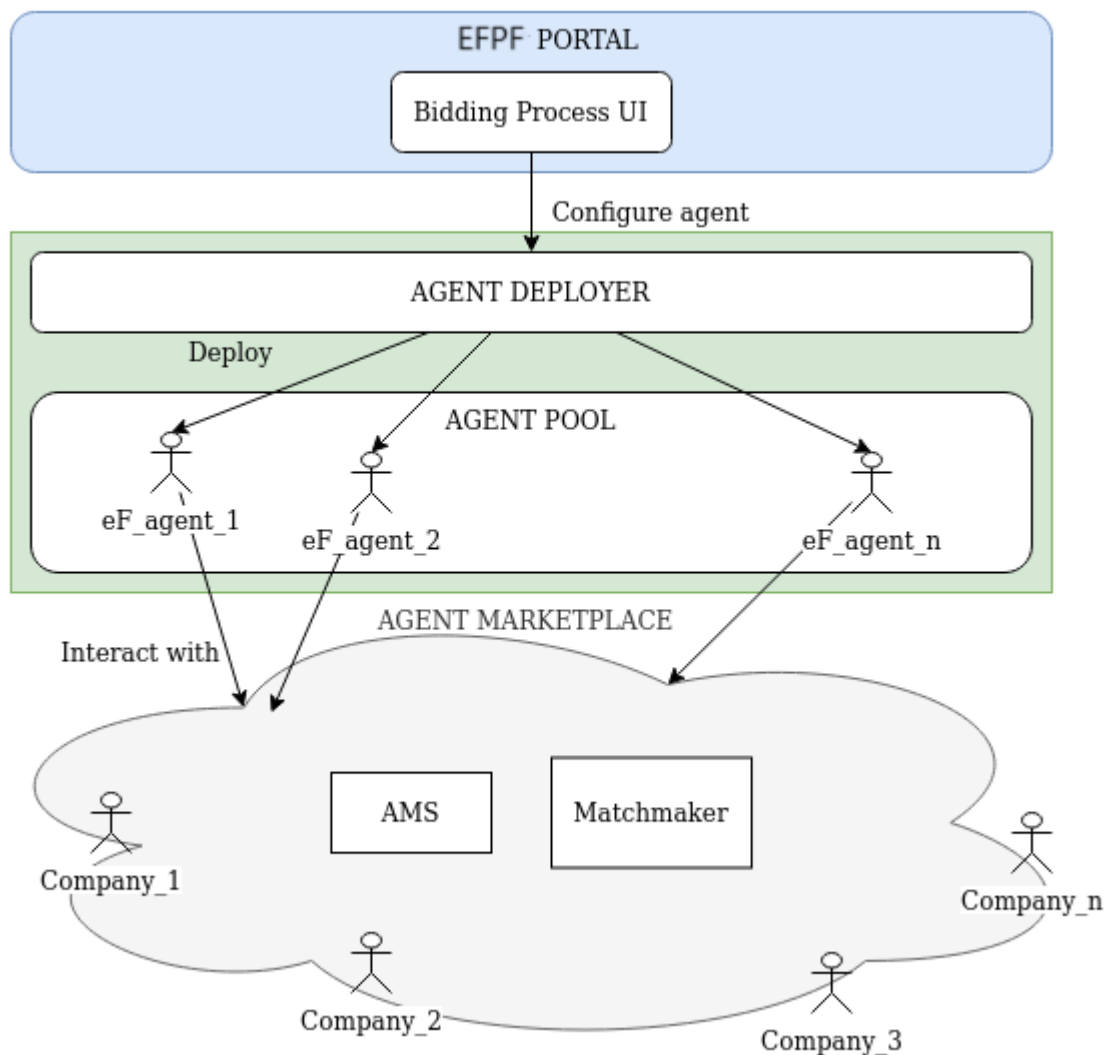 EFPF PORTAL
Bidding Process UI
Configure agent
AGENT DEPLOYER
Deploy
AGENT POOL
eF_agent_1
eF_agent_2
eF_agent_n
AGENT MARKETPLACE
Interact with
AMS
Matchmaker
Company_1
Company_n
Company_2
Company_3